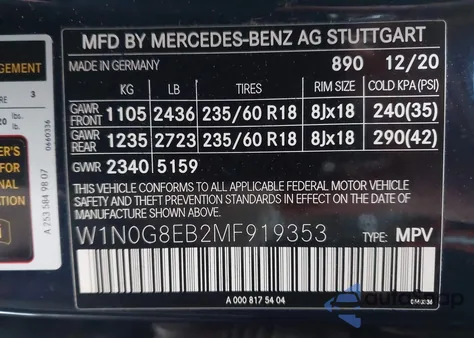 MFD BY MERCEDES-BENZ AG STUTTGART
MADE IN GERMANY 890 12/20
KG LB TIRES RIM SIZE COLD KPA(PSI)
GAWR FRONT 1105 2436 235/60 R18 8Jx18 240(35)
GAWR REAR 1235 2723 235/60 R18 8Jx18 290(42)
GVWR 2340 5159
THIS VEHICLE CONFORMS TO ALL APPLICABLE FEDERAL MOTOR VEHICLE
SAFETY AND THEFT PREVENTION STANDARDS IN EFFECT ON THE DATE OF
MANUFACTURE SHOWN ABOVE.
W1N0G8EB2MF919353 TYPE: MPV
A 000 817 54 04
0660336
A 253 584 98 07
3
lbs.